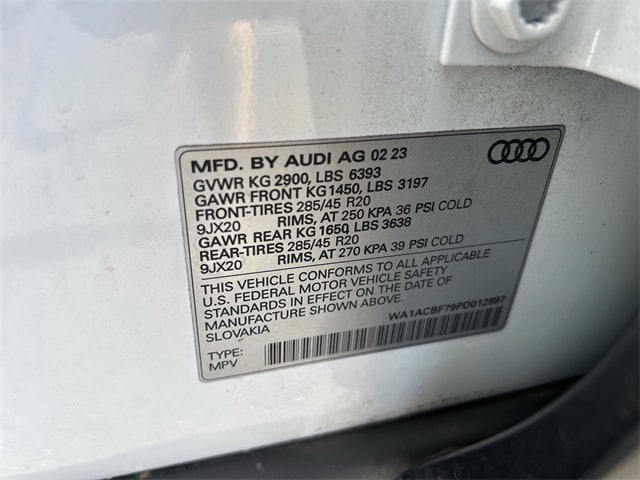 MFD. BY AUDI AG 02 23
GVWR KG 2900, LBS 6393
GAWR FRONT KG 1450, LBS 3197
FRONT-TIRES 285/45 R20
9JX20 RIMS, AT 250 KPA 36 PSI COLD
GAWR REAR KG 1650, LBS 3638
REAR-TIRES 285/45 R20
9JX20 RIMS, AT 270 KPA 39 PSI COLD
THIS VEHICLE CONFORMS TO ALL APPLICABLE
U.S. FEDERAL MOTOR VEHICLE SAFETY
STANDARDS IN EFFECT ON THE DATE OF
MANUFACTURE SHOWN ABOVE.
SLOVAKIA
WA1ACBF79PD012897
TYPE:
MPV